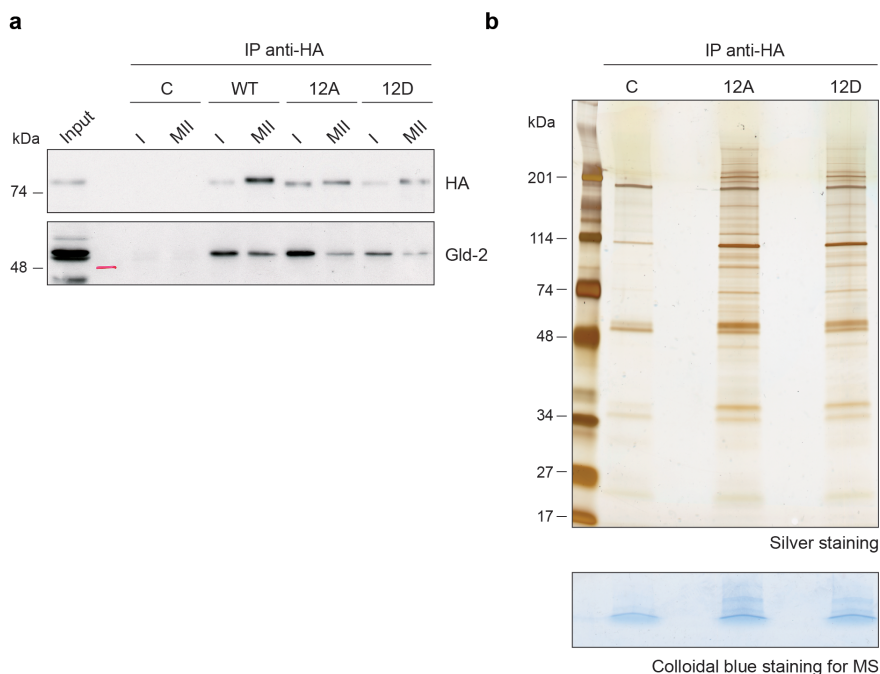 a
IP anti-HA
C WT 12A 12D
kDa Input I MII I MII I MII I MII
74 HA
48 Gld-2
b
IP anti-HA
C 12A 12D
kDa
201
114
74
48
34
27
17
Silver staining
Colloidal blue staining for MS